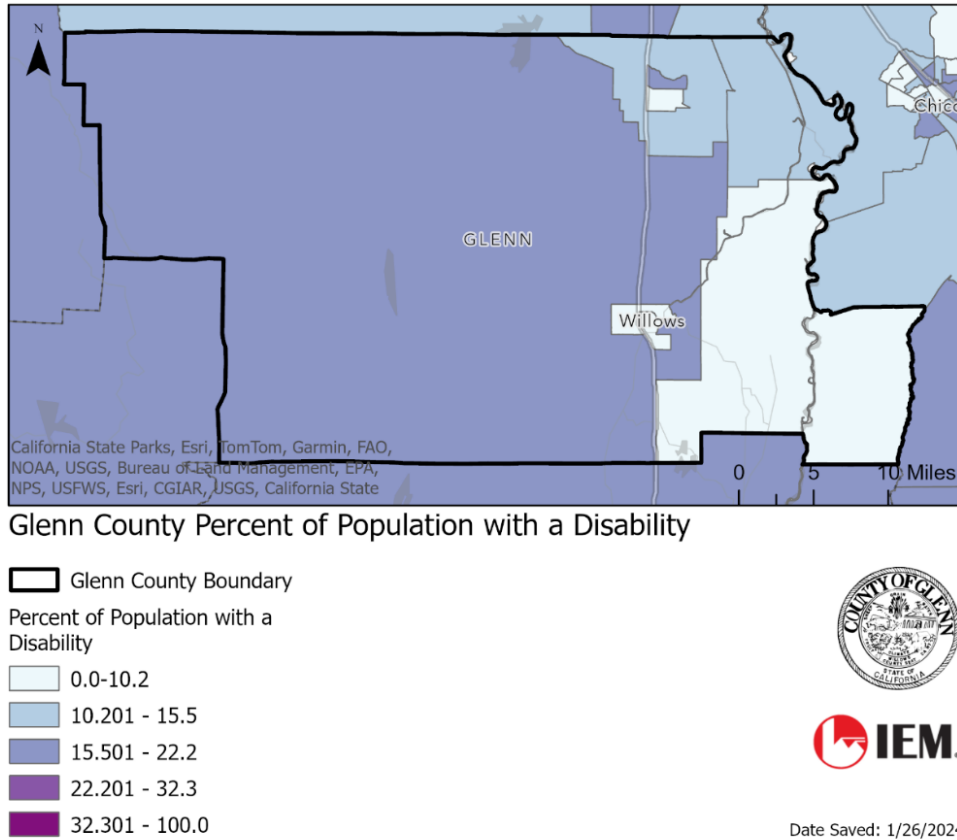 N
Chico
GLENN
Willows
California State Parks, Esri, TomTom, Garmin, FAO,
NOAA, USGS, Bureau of Land Management, EPA,
NPS, USFWS, Esri, CGIAR, USGS, California State
0 5 10 Miles
Glenn County Percent of Population with a Disability
Glenn County Boundary
Percent of Population with a
Disability
0.0-10.2
10.201 - 15.5
15.501 - 22.2
22.201 - 32.3
32.301 - 100.0
COUNTY OF GLENN
STATE OF
CALIFORNIA
IEM
Date Saved: 1/26/2024